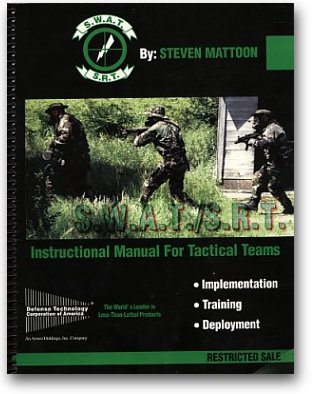 S.W.A.T.
S.R.T.
By: STEVEN MATTOON
S.W.A.T./S.R.T.
Instructional Manual For Tactical Teams
• Implementation
• Training
• Deployment
Defense Technology
Corporation of America®
An Armor Holdings, Inc. Company
The World's Leader in
Less-Than-Lethal Products
RESTRICTED SALE